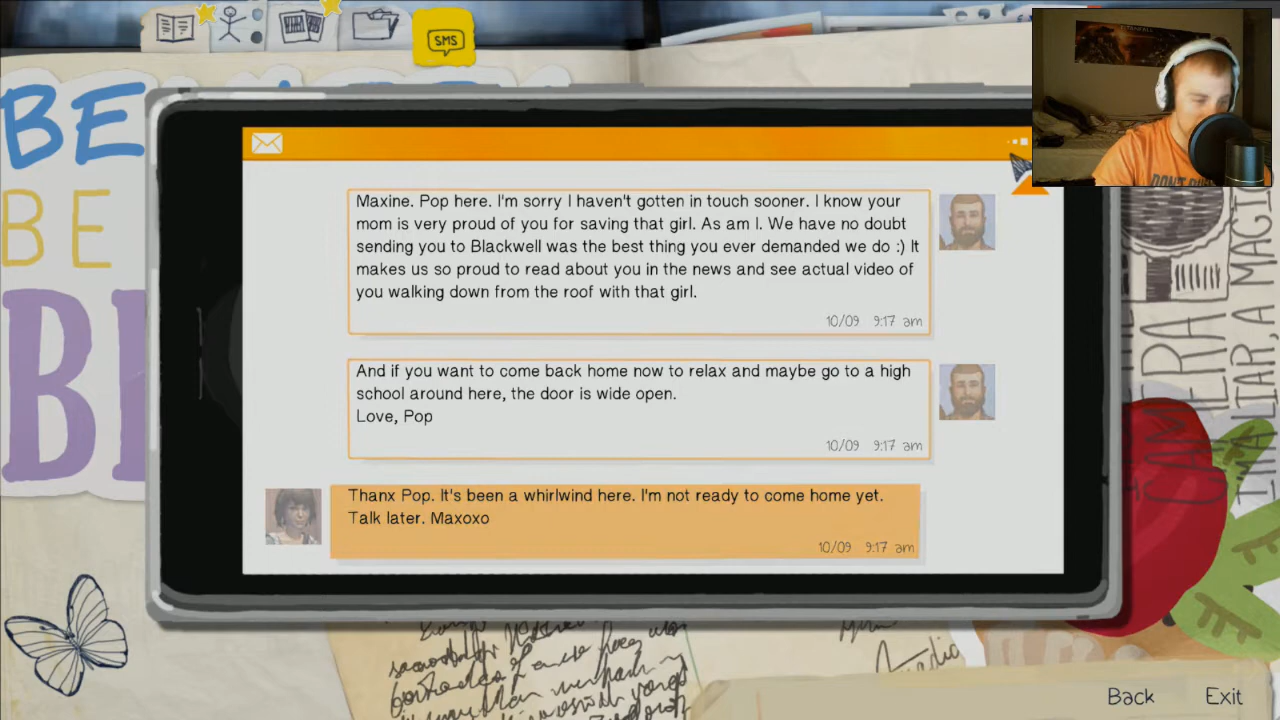 SMS
BE
BE
Maxine. Pop here. I'm sorry I haven't gotten in touch sooner. I know your
mom is very proud of you for saving that girl. As am I. We have no doubt
sending you to Blackwell was the best thing you ever demanded we do :) It
makes us so proud to read about you in the news and see actual video of
you walking down from the roof with that girl.
10/09 9:17 am
And if you want to come back home now to relax and maybe go to a high
school around here, the door is wide open.
Love, Pop
10/09 9:17 am
Thanx Pop. It's been a whirlwind here. I'm not ready to come home yet.
Talk later. Maxoxo
10/09 9:17 am
CAMERA
LIAR, A MAGIC
Back Exit